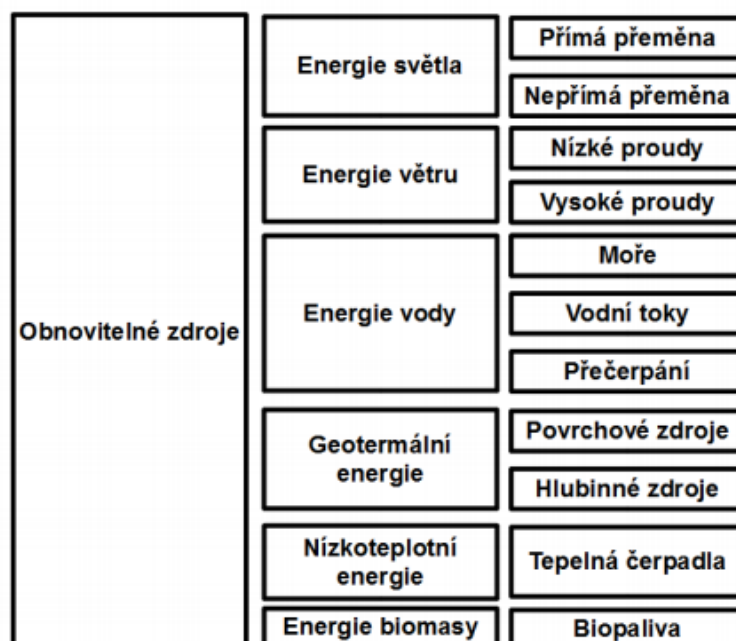 Obnovitelné zdroje
Energie světla
Přímá přeměna
Nepřímá přeměna
Energie větru
Nízké proudy
Vysoké proudy
Energie vody
Moře
Vodní toky
Přečerpání
Geotermální
energie
Povrchové zdroje
Hlubinné zdroje
Nízkoteplotní
energie
Tepelná čerpadla
Energie biomasy
Biopaliva